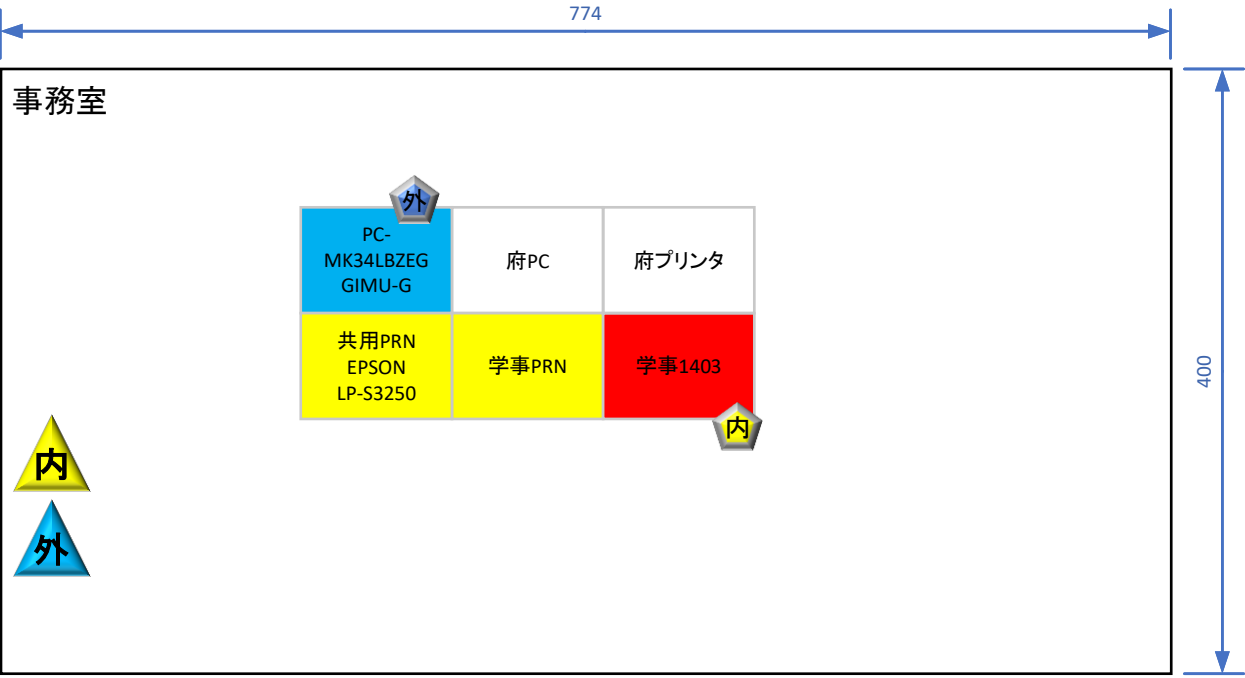 774
事務室
外
PC-
MK34LBZEG
GIMU-G
府PC
府プリンタ
共用PRN
EPSON
LP-S3250
学事PRN
学事1403
400
内
内
外